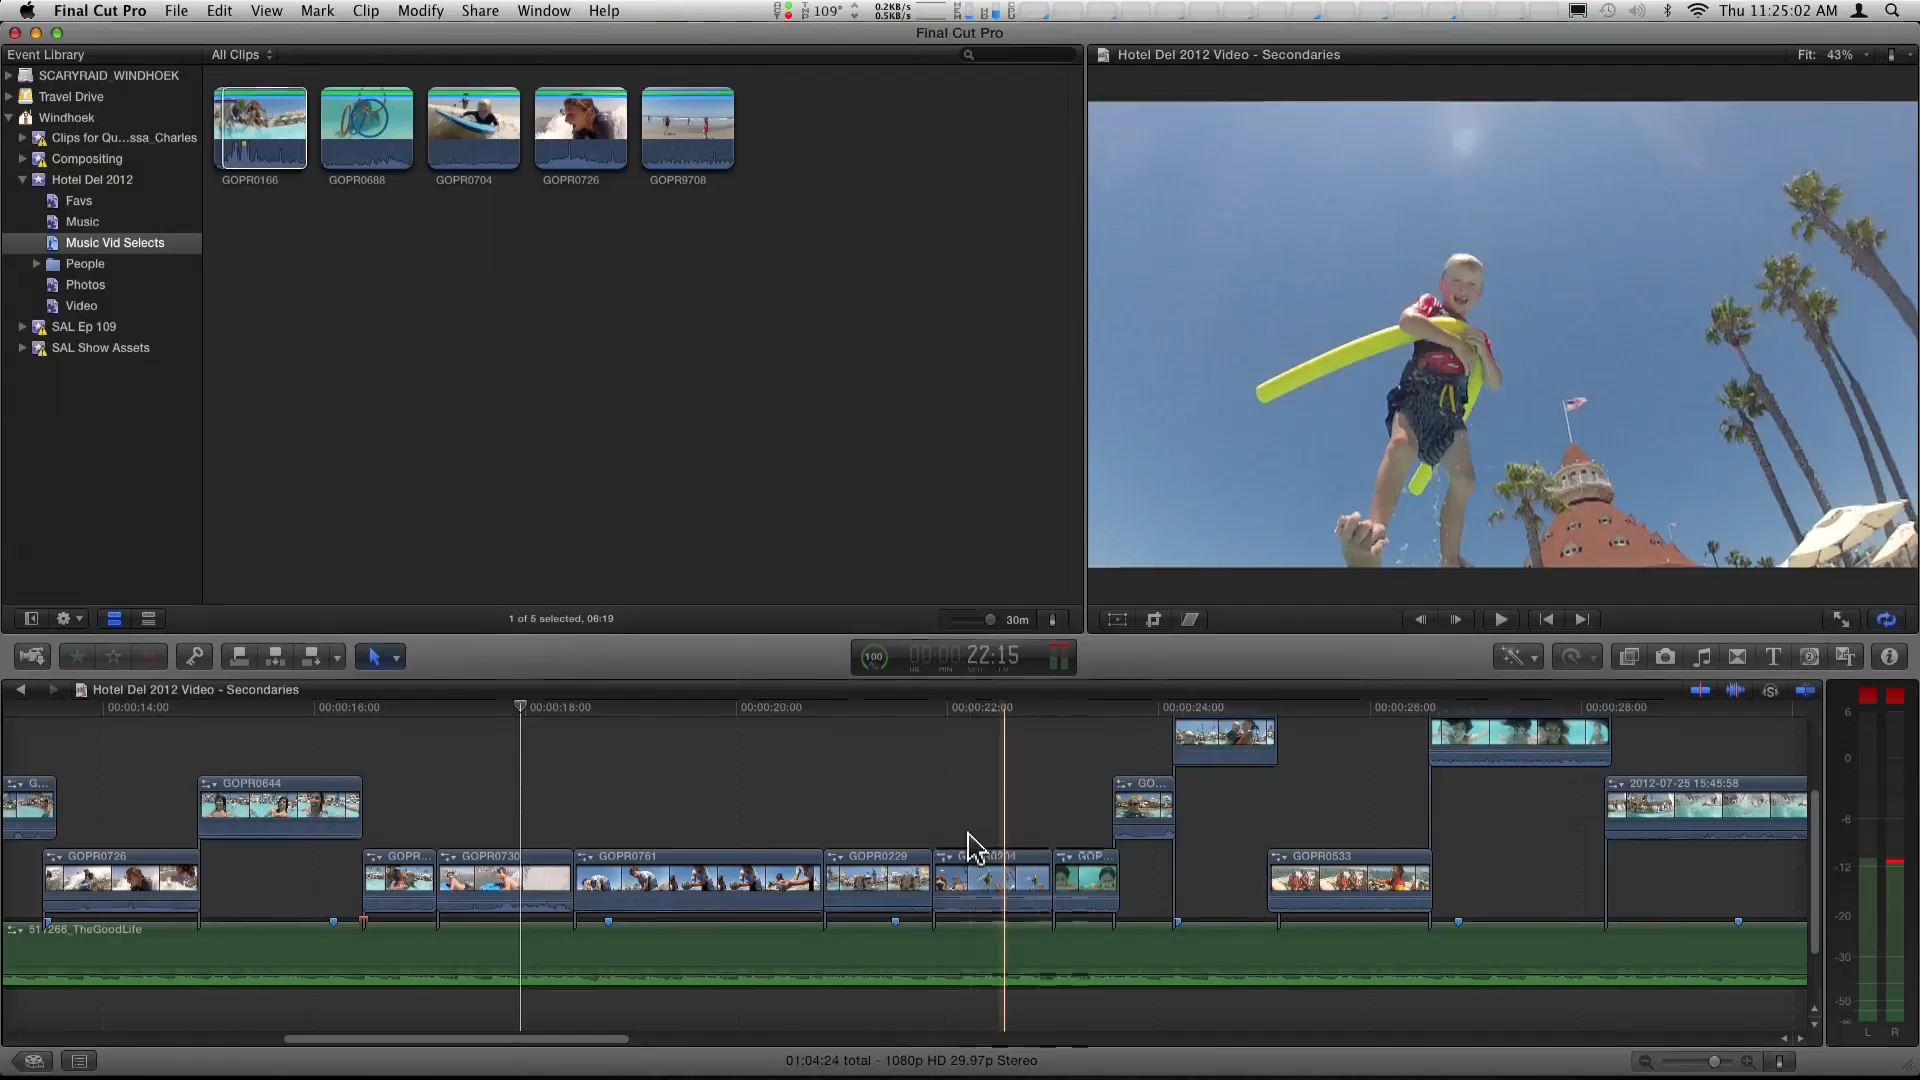 Final Cut Pro File Edit View Mark Clip Modify Share Window Help
109° 0.2KB/s 0.5KB/s Thu 11:25:02 AM
Final Cut Pro
Event Library All Clips
Hotel Del 2012 Video - Secondaries Fit: 43%
SCARYRAID_WINDHOEK
Travel Drive
Windhoek
Clips for Qu...ssa_Charles
Compositing
Hotel Del 2012
Favs
Music
Music Vid Selects
People
Photos
Video
SAL Ep 109
SAL Show Assets
GOPR0166 GOPR0688 GOPR0704 GOPR0726 GOPR9708
1 of 5 selected, 06:19 30m
100 % 00:00:22:15
HR MIN SEC FR
Hotel Del 2012 Video - Secondaries
00:00:14:00 00:00:16:00 00:00:18:00 00:00:20:00 00:00:22:00 00:00:24:00 00:00:26:00 00:00:28:00
G... GOPR0644 GO... 2012-07-25 15:45:58
GOPR0726 GOPR... GOPR0730 GOPR0761 GOPR0229 GOP... GOPR0533
TheGoodLife
6
0
-6
-12
-20
-30
-50
-∞
L R
01:04:24 total - 1080p HD 29.97p Stereo